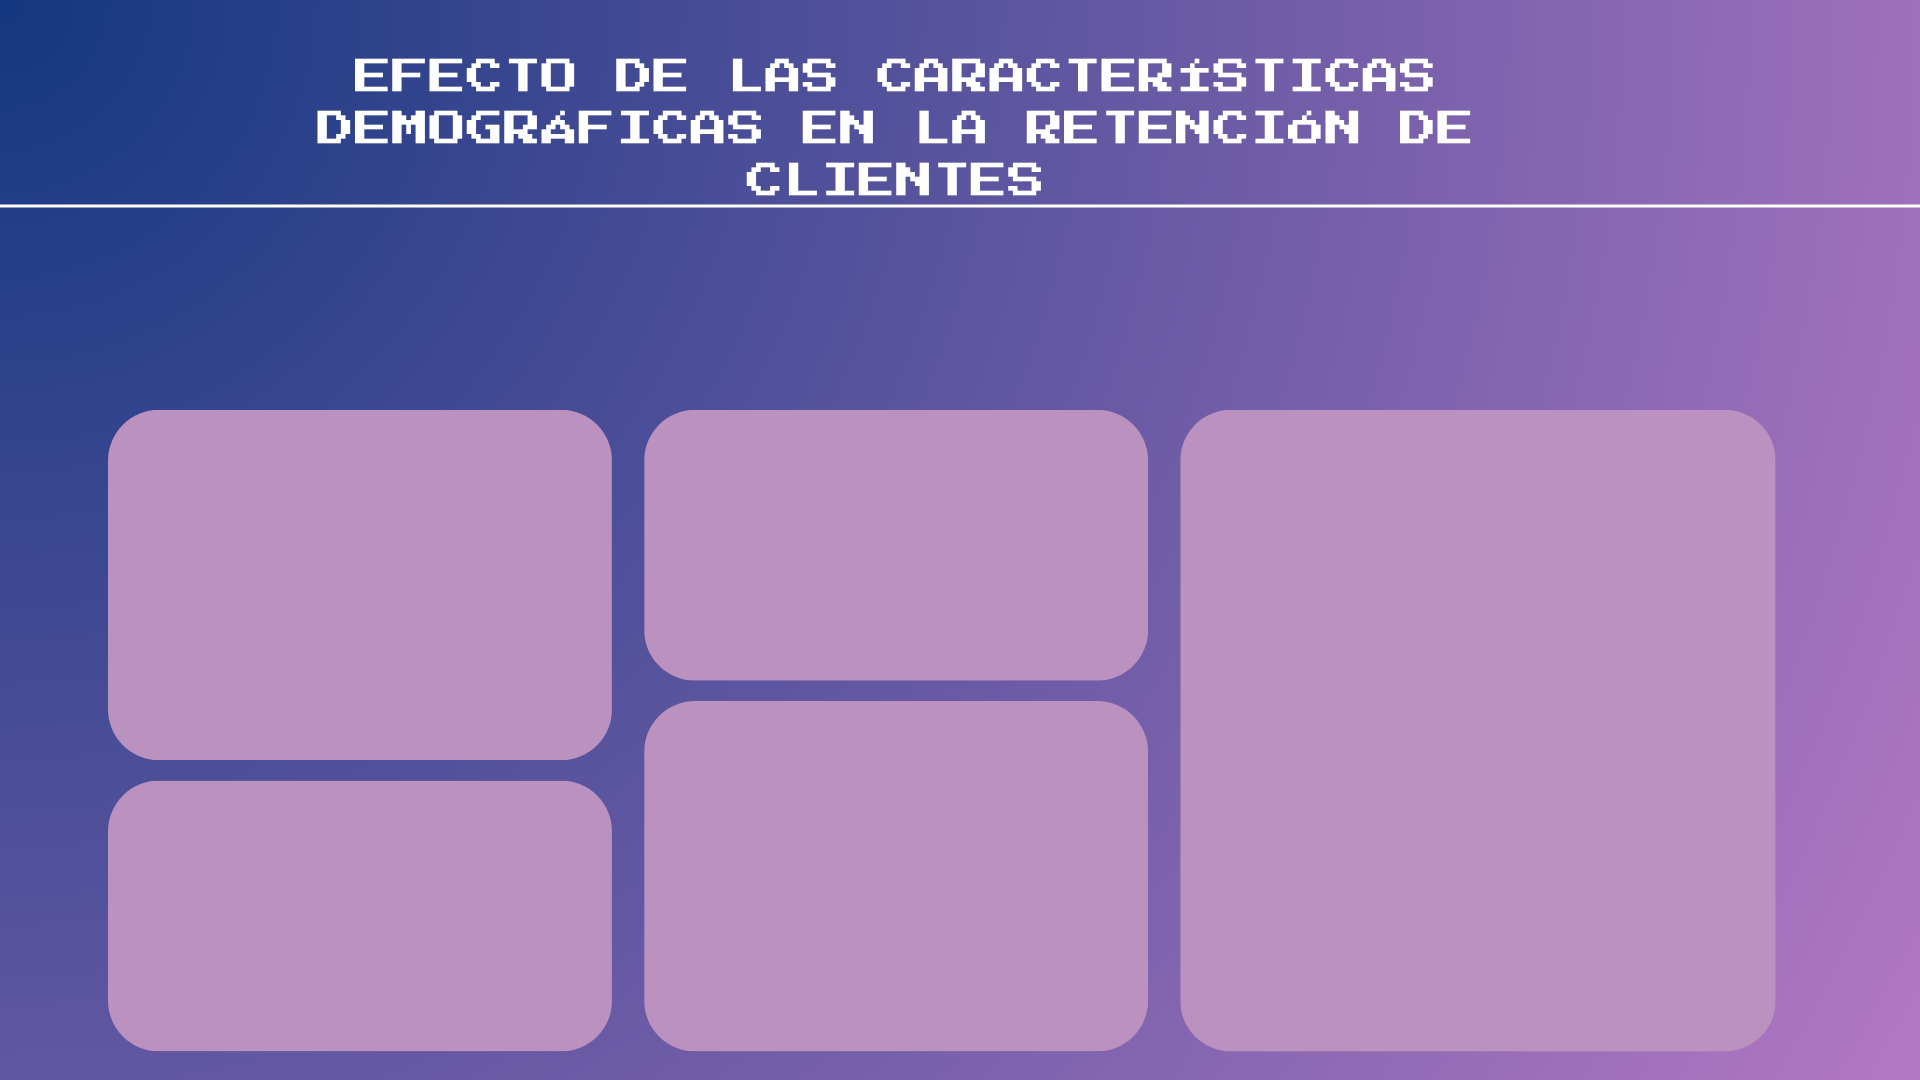 EFECTO DE LAS CARACTERíSTICAS
DEMOGRáFICAS EN LA RETENCIóN DE
CLIENTES